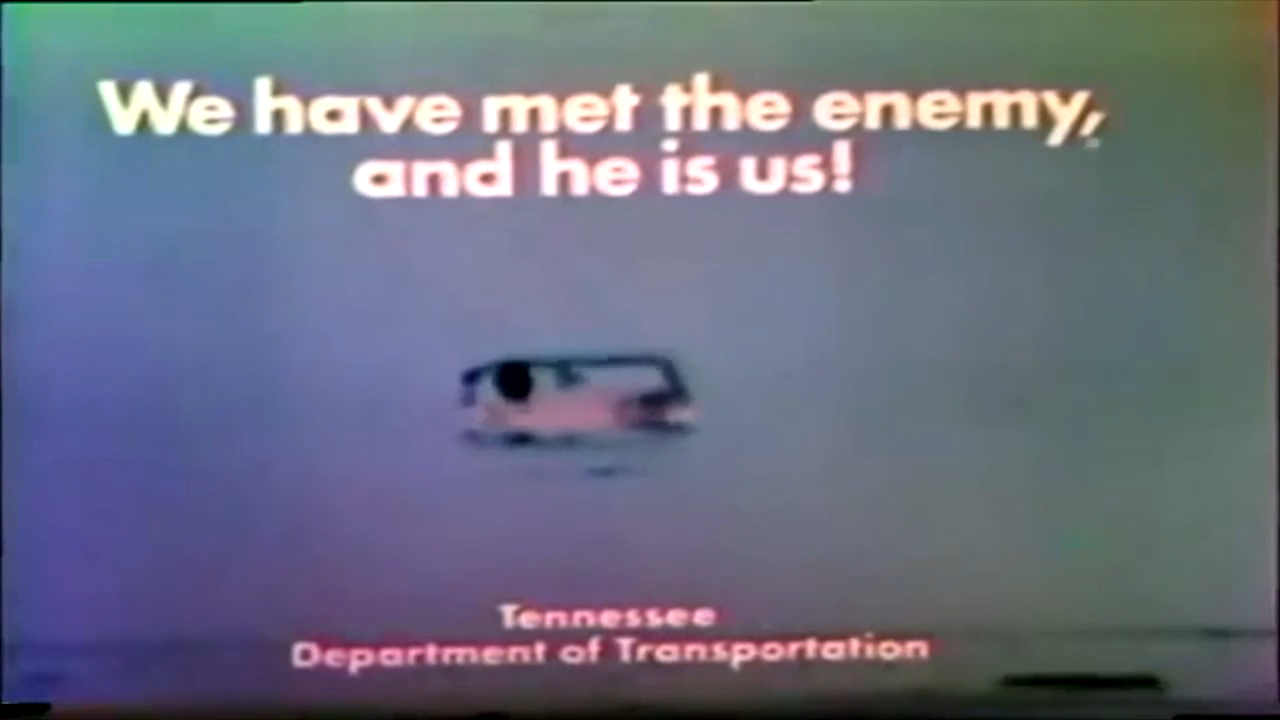 We have met the enemy,
and he is us!
Tennessee
Department of Transportation